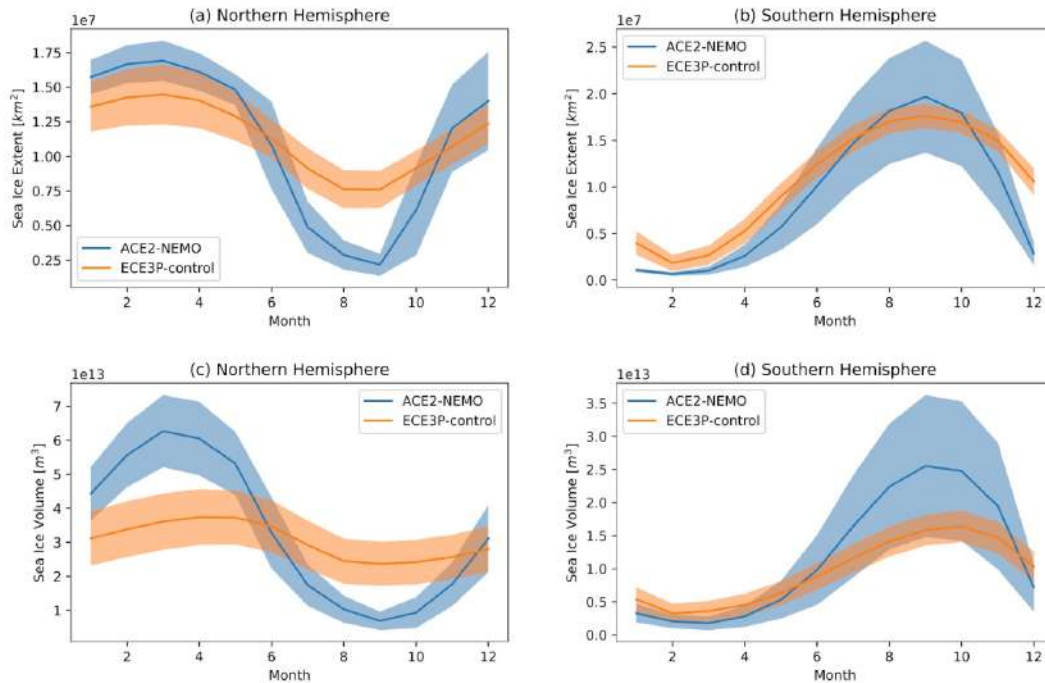 (a) Northern Hemisphere
1e7
Sea Ice Extent [km²]
1.75
1.50
1.25
1.00
0.75
0.50
0.25
ACE2-NEMO
ECE3P-control
2 4 6 8 10 12
Month
(b) Southern Hemisphere
1e7
Sea Ice Extent [km²]
2.5
2.0
1.5
1.0
0.5
0.0
ACE2-NEMO
ECE3P-control
2 4 6 8 10 12
Month
(c) Northern Hemisphere
1e13
Sea Ice Volume [m³]
7
6
5
4
3
2
1
ACE2-NEMO
ECE3P-control
2 4 6 8 10 12
Month
(d) Southern Hemisphere
1e13
Sea Ice Volume [m³]
3.5
3.0
2.5
2.0
1.5
1.0
0.5
0.0
ACE2-NEMO
ECE3P-control
2 4 6 8 10 12
Month